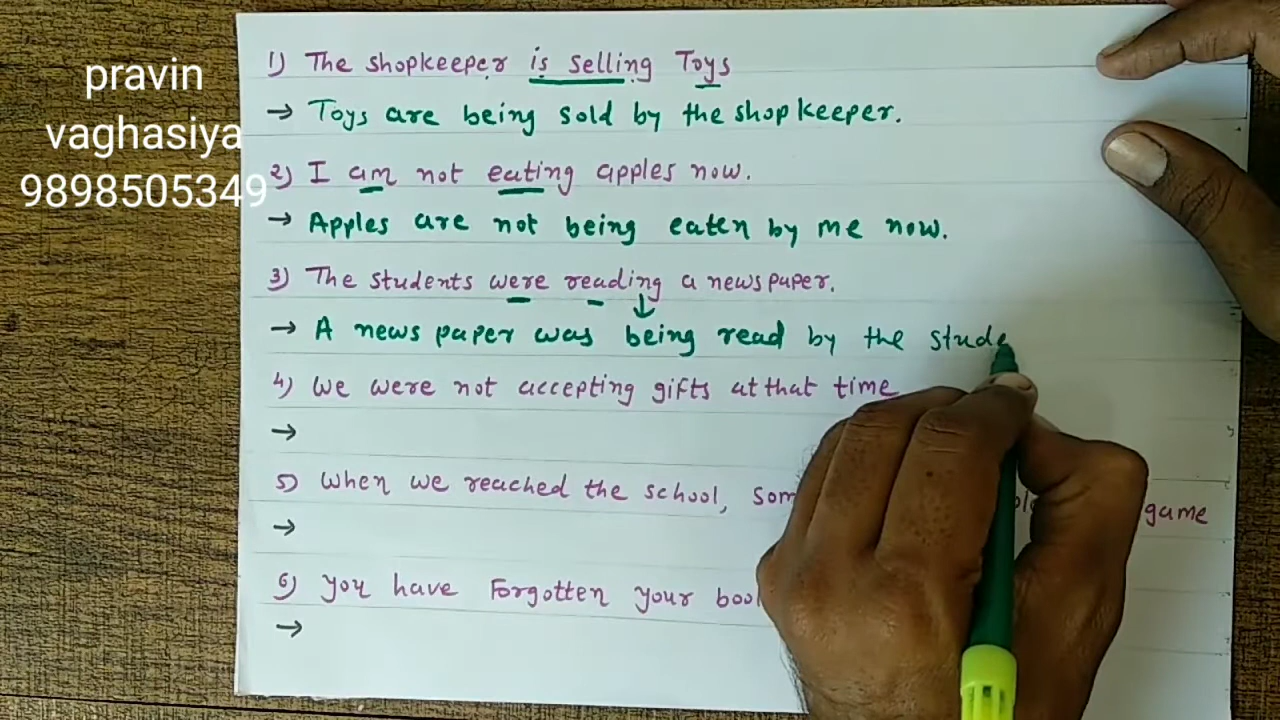 pravin
vaghasiya
9898505349
1) The shopkeeper is selling Toys
→ Toys are being sold by the shopkeeper.
2) I am not eating apples now.
→ Apples are not being eaten by me now.
3) The students were reading a newspaper.
→ A news paper was being read by the stude
4) We were not accepting gifts at that time
→
5) When we reached the school, game
→
6) you have Forgotten your
→